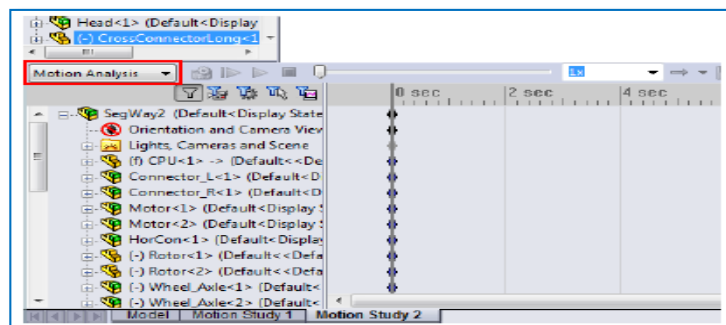 Head<1> (Default<Display
(-) CrossConnectorLong<1
Motion Analysis 1x
0 sec 2 sec 4 sec
SegWay2 (Default<Display State
Orientation and Camera View
Lights, Cameras and Scene
(f) CPU<1> -> (Default<<De
Connector_L<1> (Default<D
Connector_R<1> (Default<D
Motor<1> (Default<Display S
Motor<2> (Default<Display S
HorCon<1> (Default<Display
(-) Rotor<1> (Default<<Defa
(-) Rotor<2> (Default<<Defa
(-) Wheel_Axle<1> (Default<
(-) Wheel_Axle<2> (Default<
Model Motion Study 1 Motion Study 2